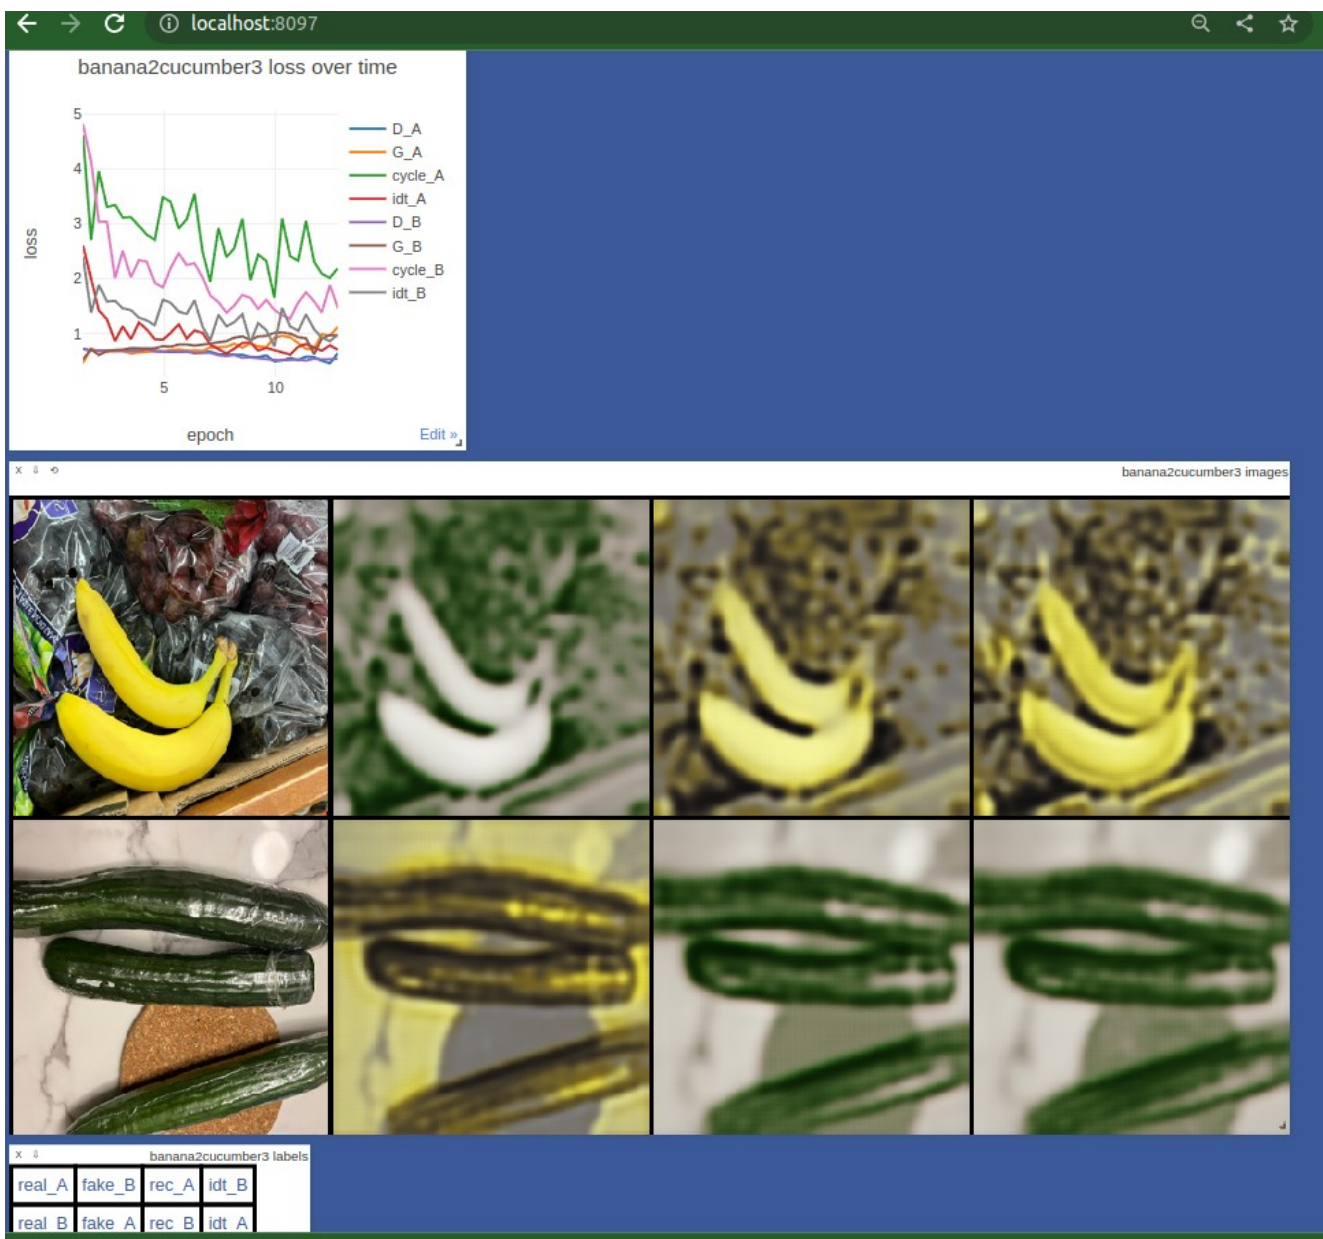 localhost:8097
banana2cucumber3 loss over time
5
4
3
2
1
loss
5 10
epoch
D_A
G_A
cycle_A
idt_A
D_B
G_B
cycle_B
idt_B
Edit »
X
banana2cucumber3 images
X
banana2cucumber3 labels
real_A fake_B rec_A idt_B
real_B fake_A rec_B idt_A